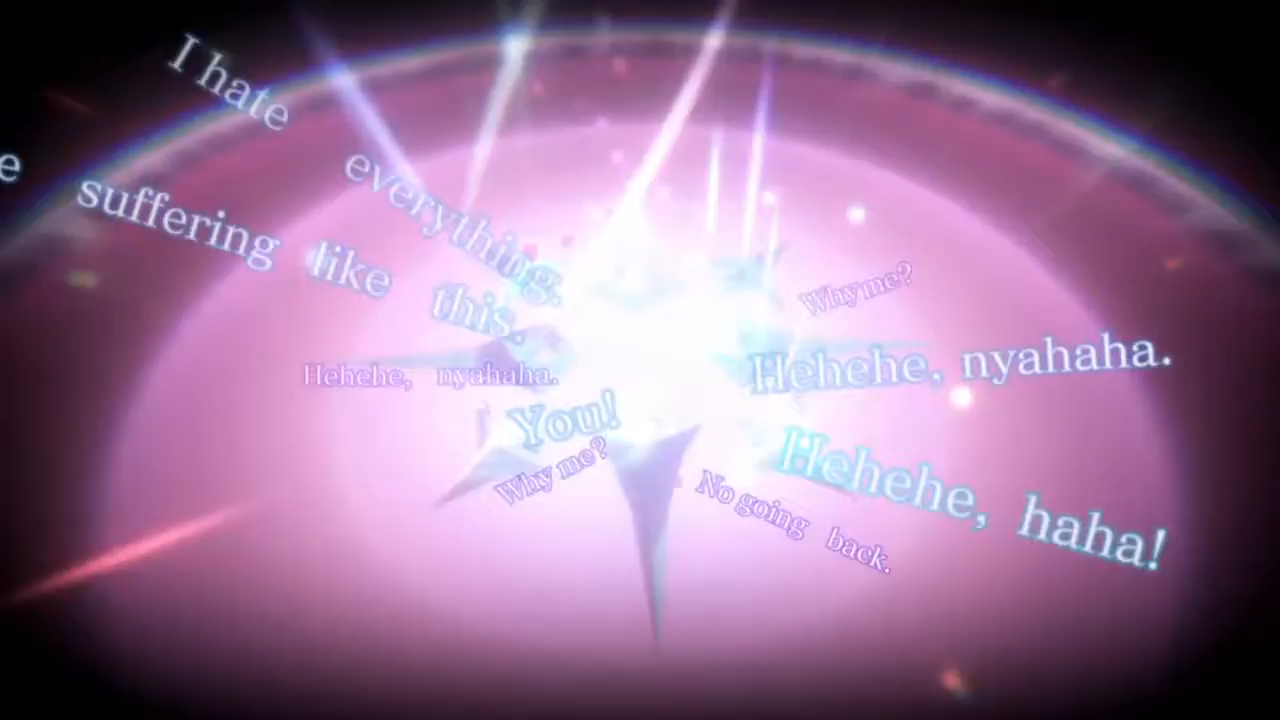 I hate everything.
e suffering like this.
Why me?
Hehehe, nyahaha.
Hehehe, nyahaha.
You!
Why me?
Hehehe, haha!
No going back.